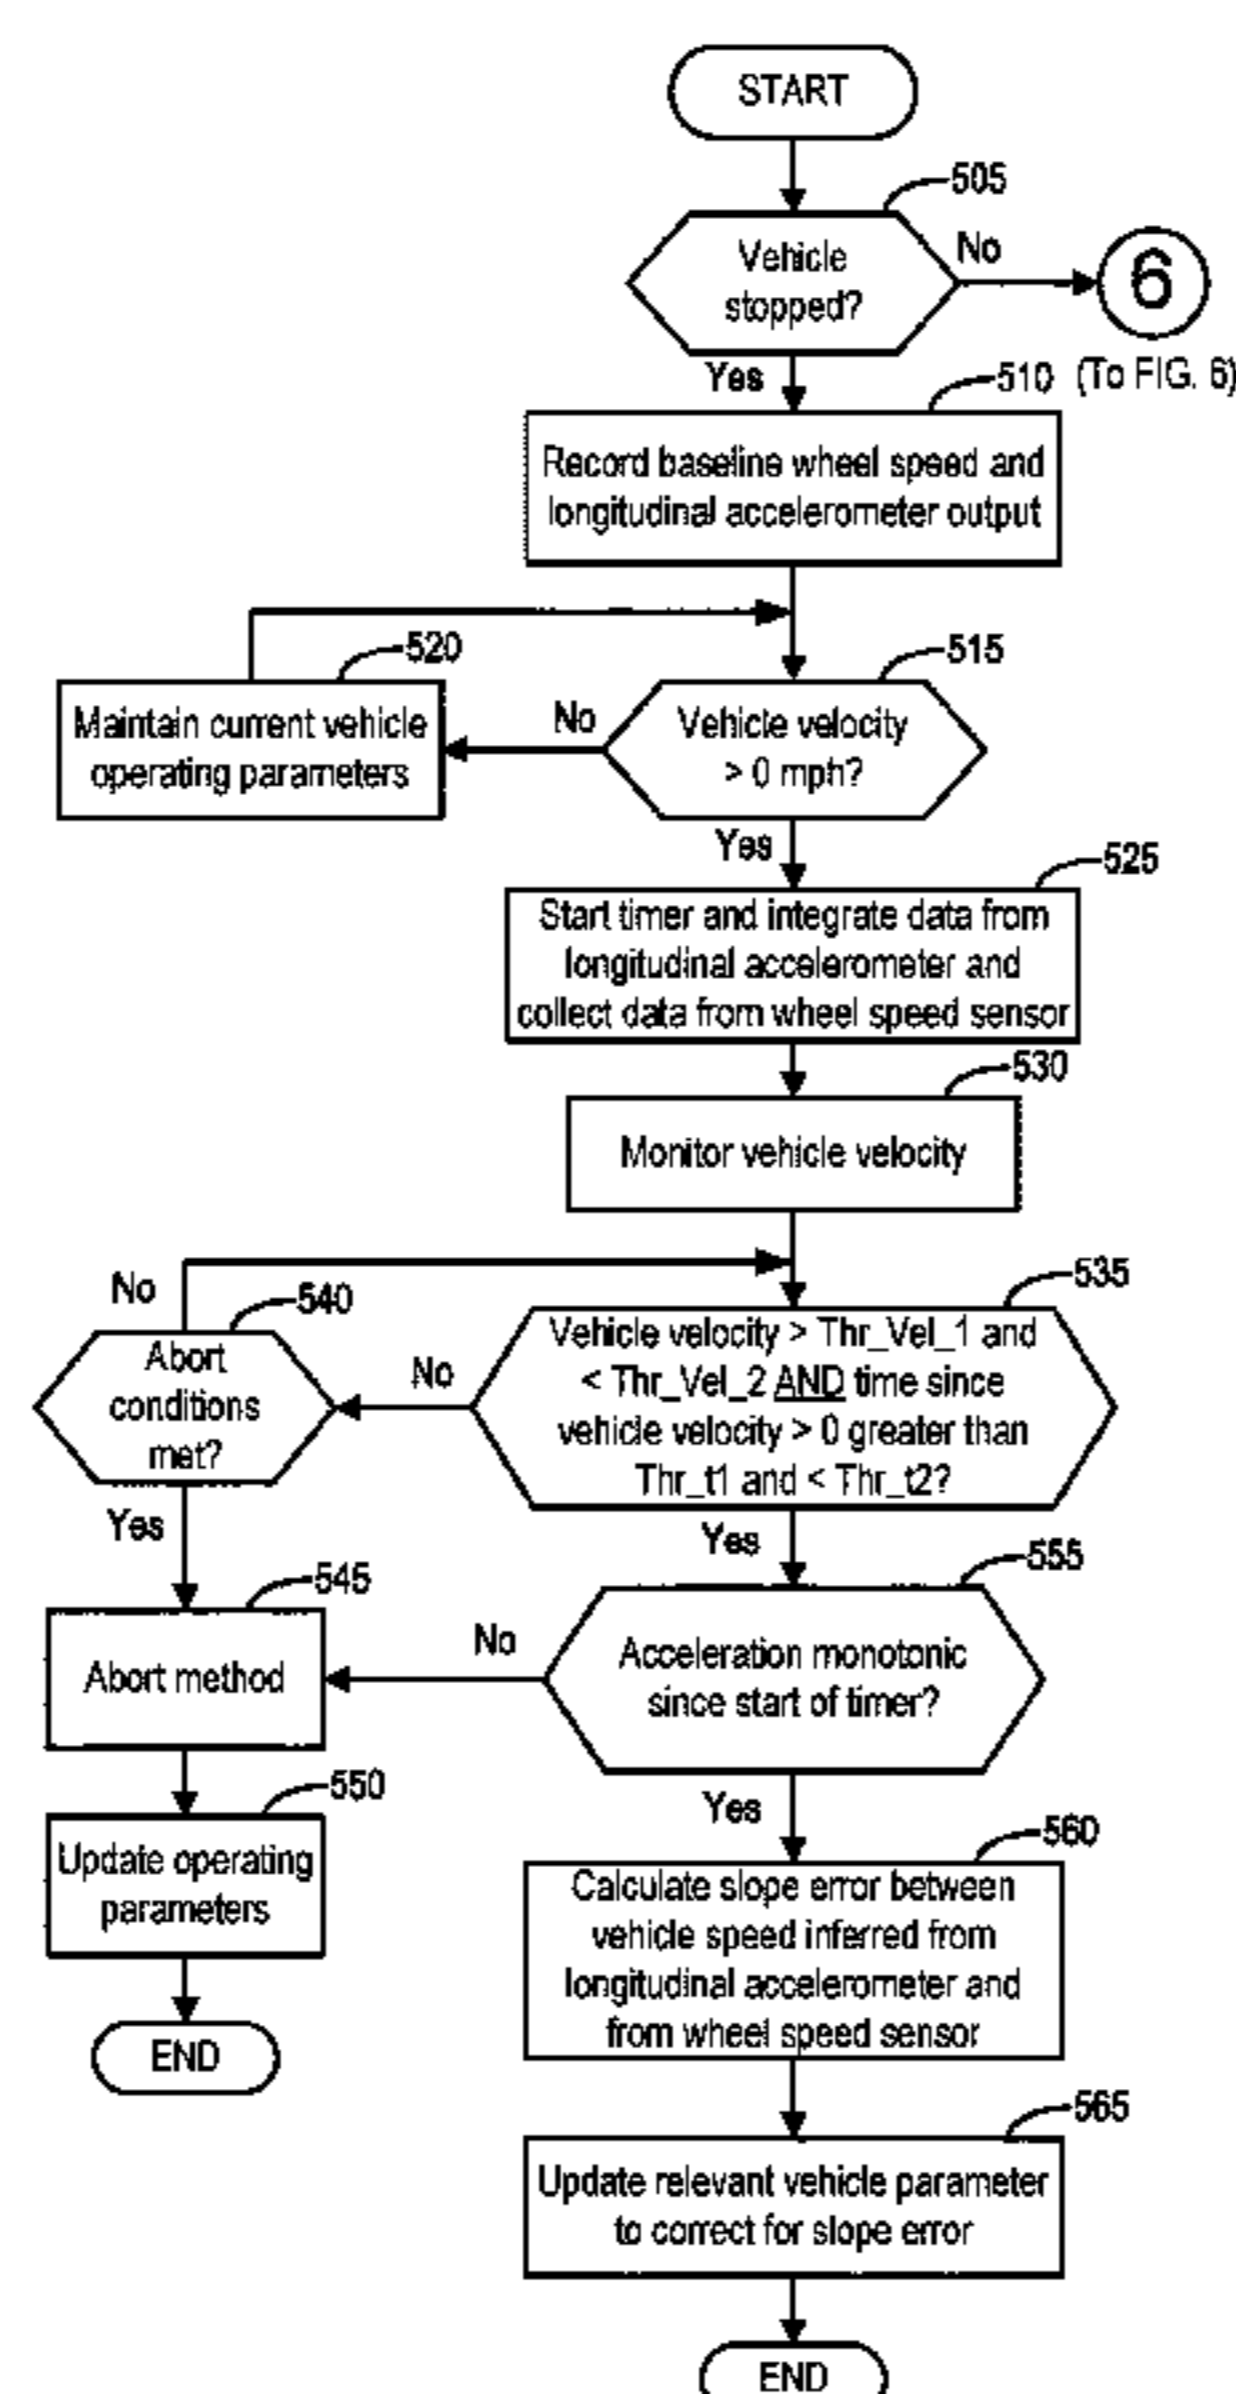 START
505
Vehicle
stopped?
No
6
(To FIG. 6)
Yes
510
Record baseline wheel speed and
longitudinal accelerometer output
520
515
Maintain current vehicle
operating parameters
No
Vehicle velocity
> 0 mph?
Yes
525
Start timer and integrate data from
longitudinal accelerometer and
collect data from wheel speed sensor
530
Monitor vehicle velocity
No
540
535
Abort
conditions
met?
No
Vehicle velocity > Thr_Vel_1 and
< Thr_Vel_2 AND time since
vehicle velocity > 0 greater than
Thr_t1 and < Thr_t2?
Yes
Yes
545
555
Abort method
No
Acceleration monotonic
since start of timer?
550
Yes
560
Update operating
parameters
Calculate slope error between
vehicle speed inferred from
longitudinal accelerometer and
from wheel speed sensor
END
565
Update relevant vehicle parameter
to correct for slope error
END